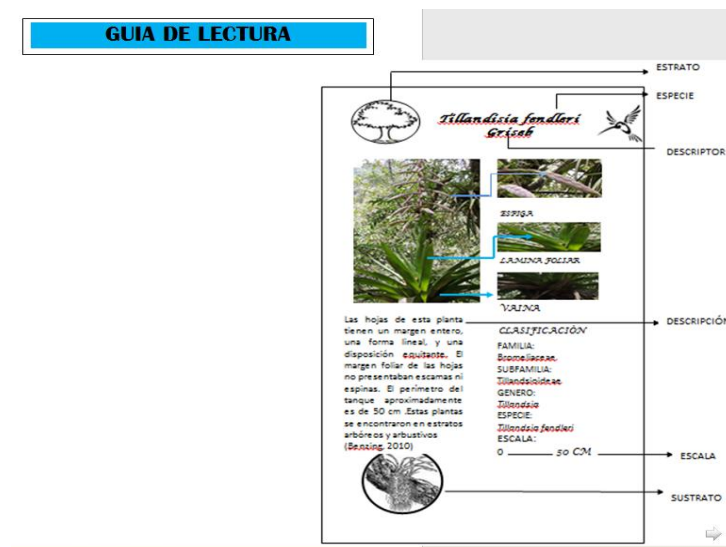 GUIA DE LECTURA
ESTRATO
ESPECIE
Tillandsia fendleri
Griseb
DESCRIPTOR
ESPIGA
LAMINA FOLIAR
VAINA
Las hojas de esta planta
tienen un margen entero,
una forma lineal, y una
disposición equitante. El
margen foliar de las hojas
no presentaban escamas ni
espinas. El perímetro del
tanque aproximadamente
es de 50 cm .Estas plantas
se encontraron en estratos
arbóreos y arbustivos
(Benzing, 2010)
DESCRIPCIÓN
CLASIFICACIÓN
FAMILIA:
Bromeliaceae
SUBFAMILIA:
Tillandsioideae
GENERO:
Tillandsia
ESPECIE:
Tillandsia fendleri
ESCALA:
0 50 CM
ESCALA
SUSTRATO